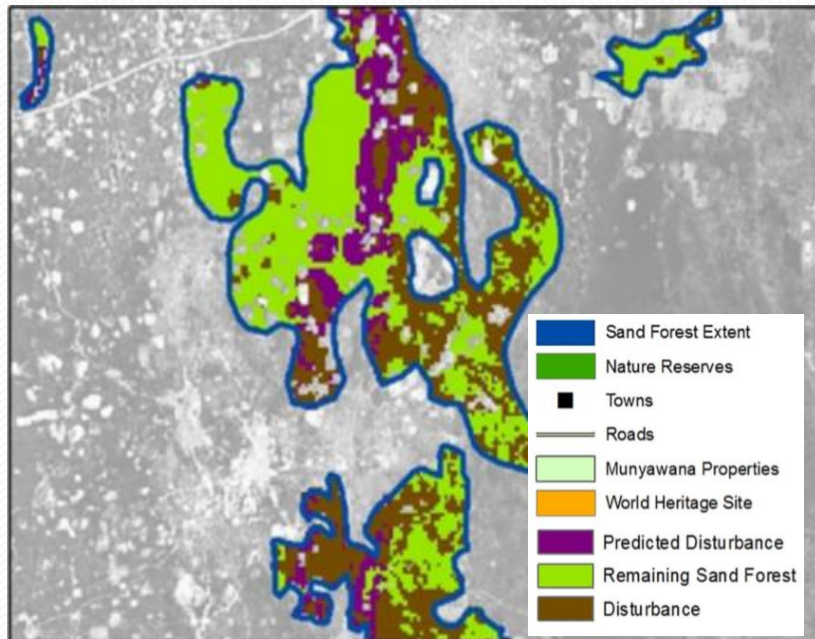 Sand Forest Extent
Nature Reserves
Towns
Roads
Munyawana Properties
World Heritage Site
Predicted Disturbance
Remaining Sand Forest
Disturbance